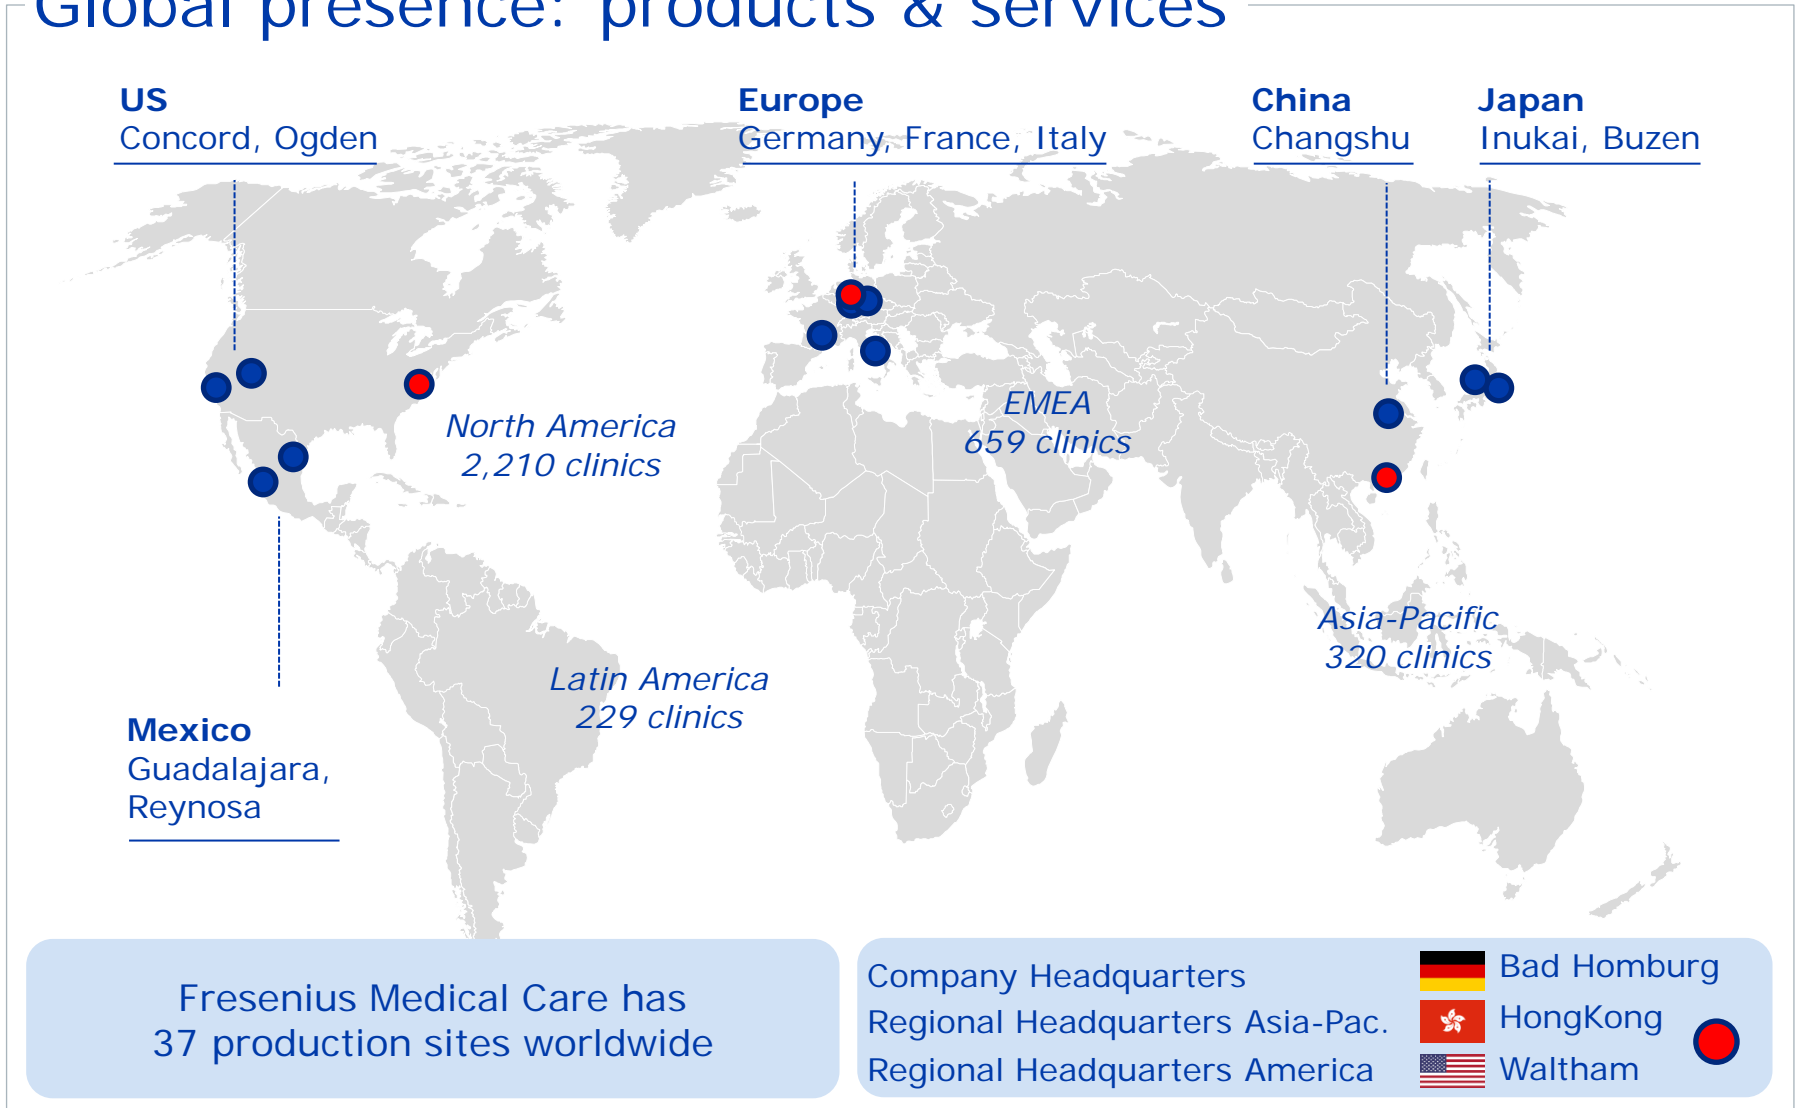 Global presence: products & services
US
Concord, Ogden
Europe
Germany, France, Italy
China
Changshu
Japan
Inukai, Buzen
North America
2,210 clinics
EMEA
659 clinics
Asia-Pacific
320 clinics
Latin America
229 clinics
Mexico
Guadalajara,
Reynosa
Fresenius Medical Care has
37 production sites worldwide
Company Headquarters
Bad Homburg
Regional Headquarters Asia-Pac.
HongKong
Regional Headquarters America
Waltham